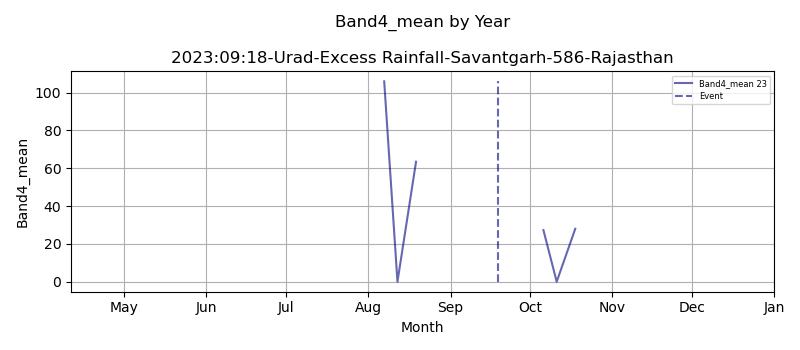 Band4_mean by Year
2023:09:18-Urad-Excess Rainfall-Savantgarh-586-Rajasthan
Band4_mean 23
Event
100
80
60
40
20
0
Band4_mean
May Jun Jul Aug Sep Oct Nov Dec Jan
Month